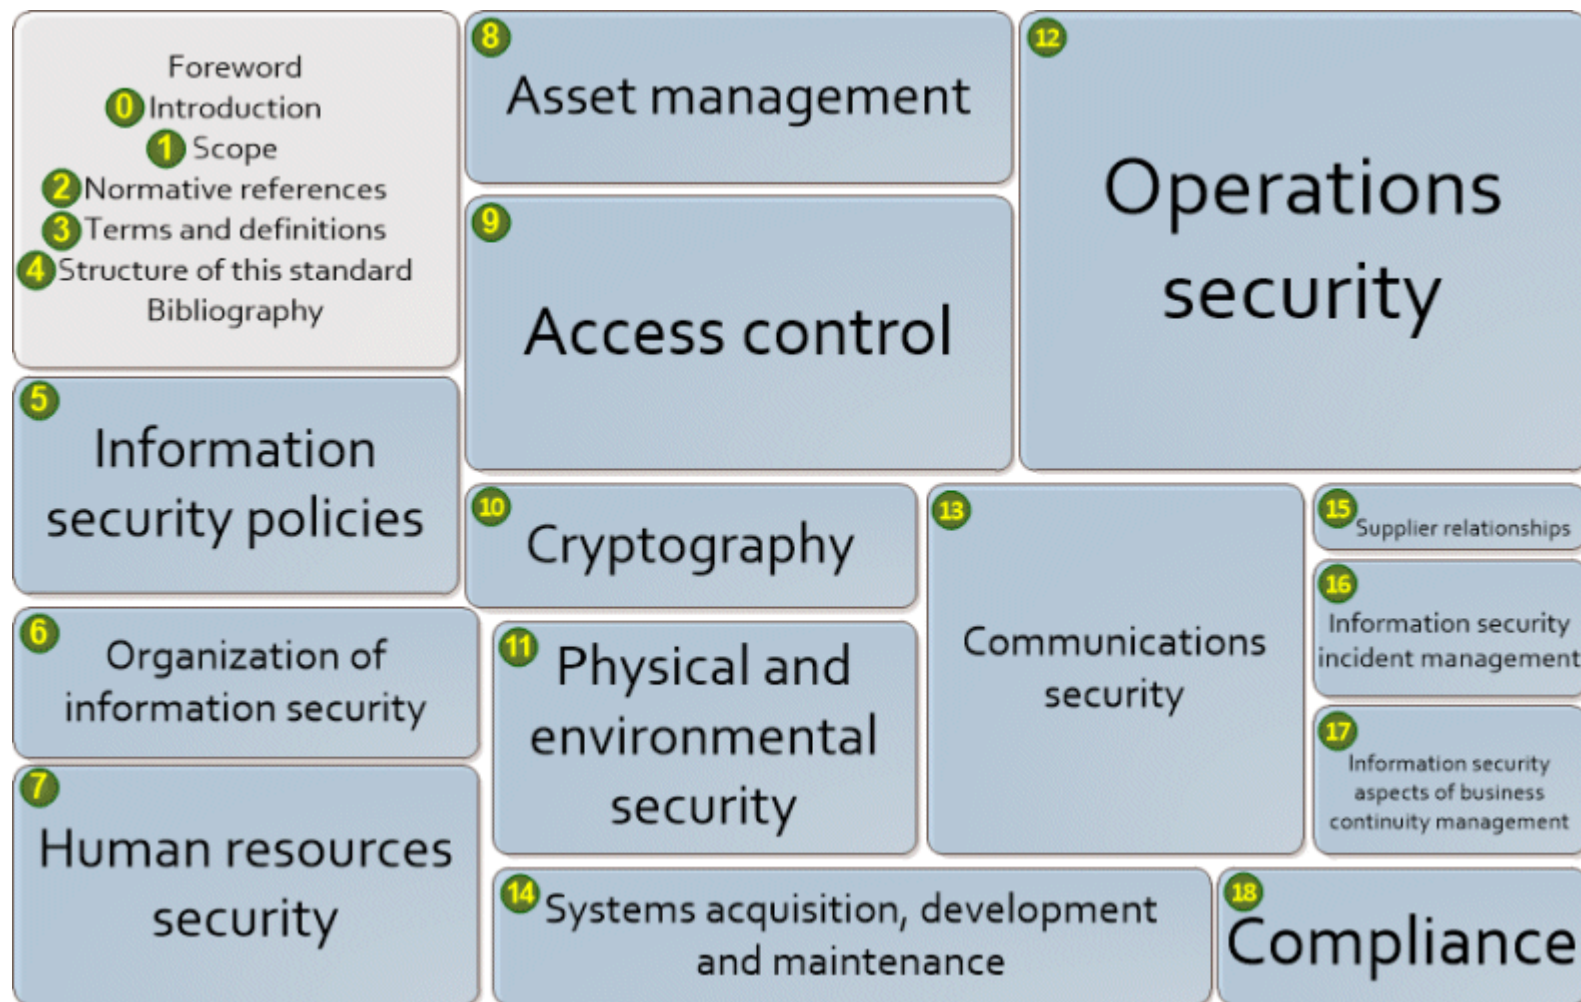 Foreword
0 Introduction
1 Scope
2 Normative references
3 Terms and definitions
4 Structure of this standard
Bibliography
5
Information
security policies
6
Organization of
information security
7
Human resources
security
8
Asset management
9
Access control
10
Cryptography
11
Physical and
environmental
security
12
Operations
security
13
Communications
security
14
Systems acquisition, development
and maintenance
15
Supplier relationships
16
Information security
incident management
17
Information security
aspects of business
continuity management
18
Compliance